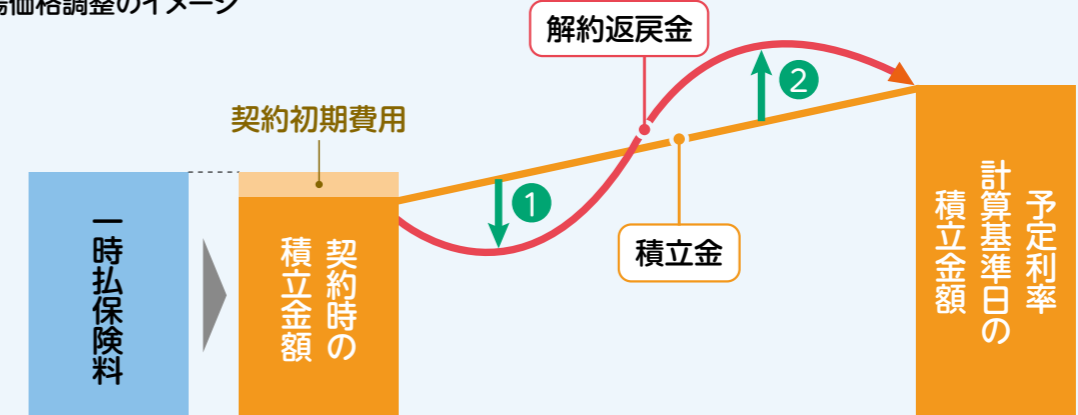 場価格調整のイメージ
解約返戻金
2
契約初期費用
1
積立金
一時払保険料
契約時の
積立金額
予定利率
計算基準日の
積立金額